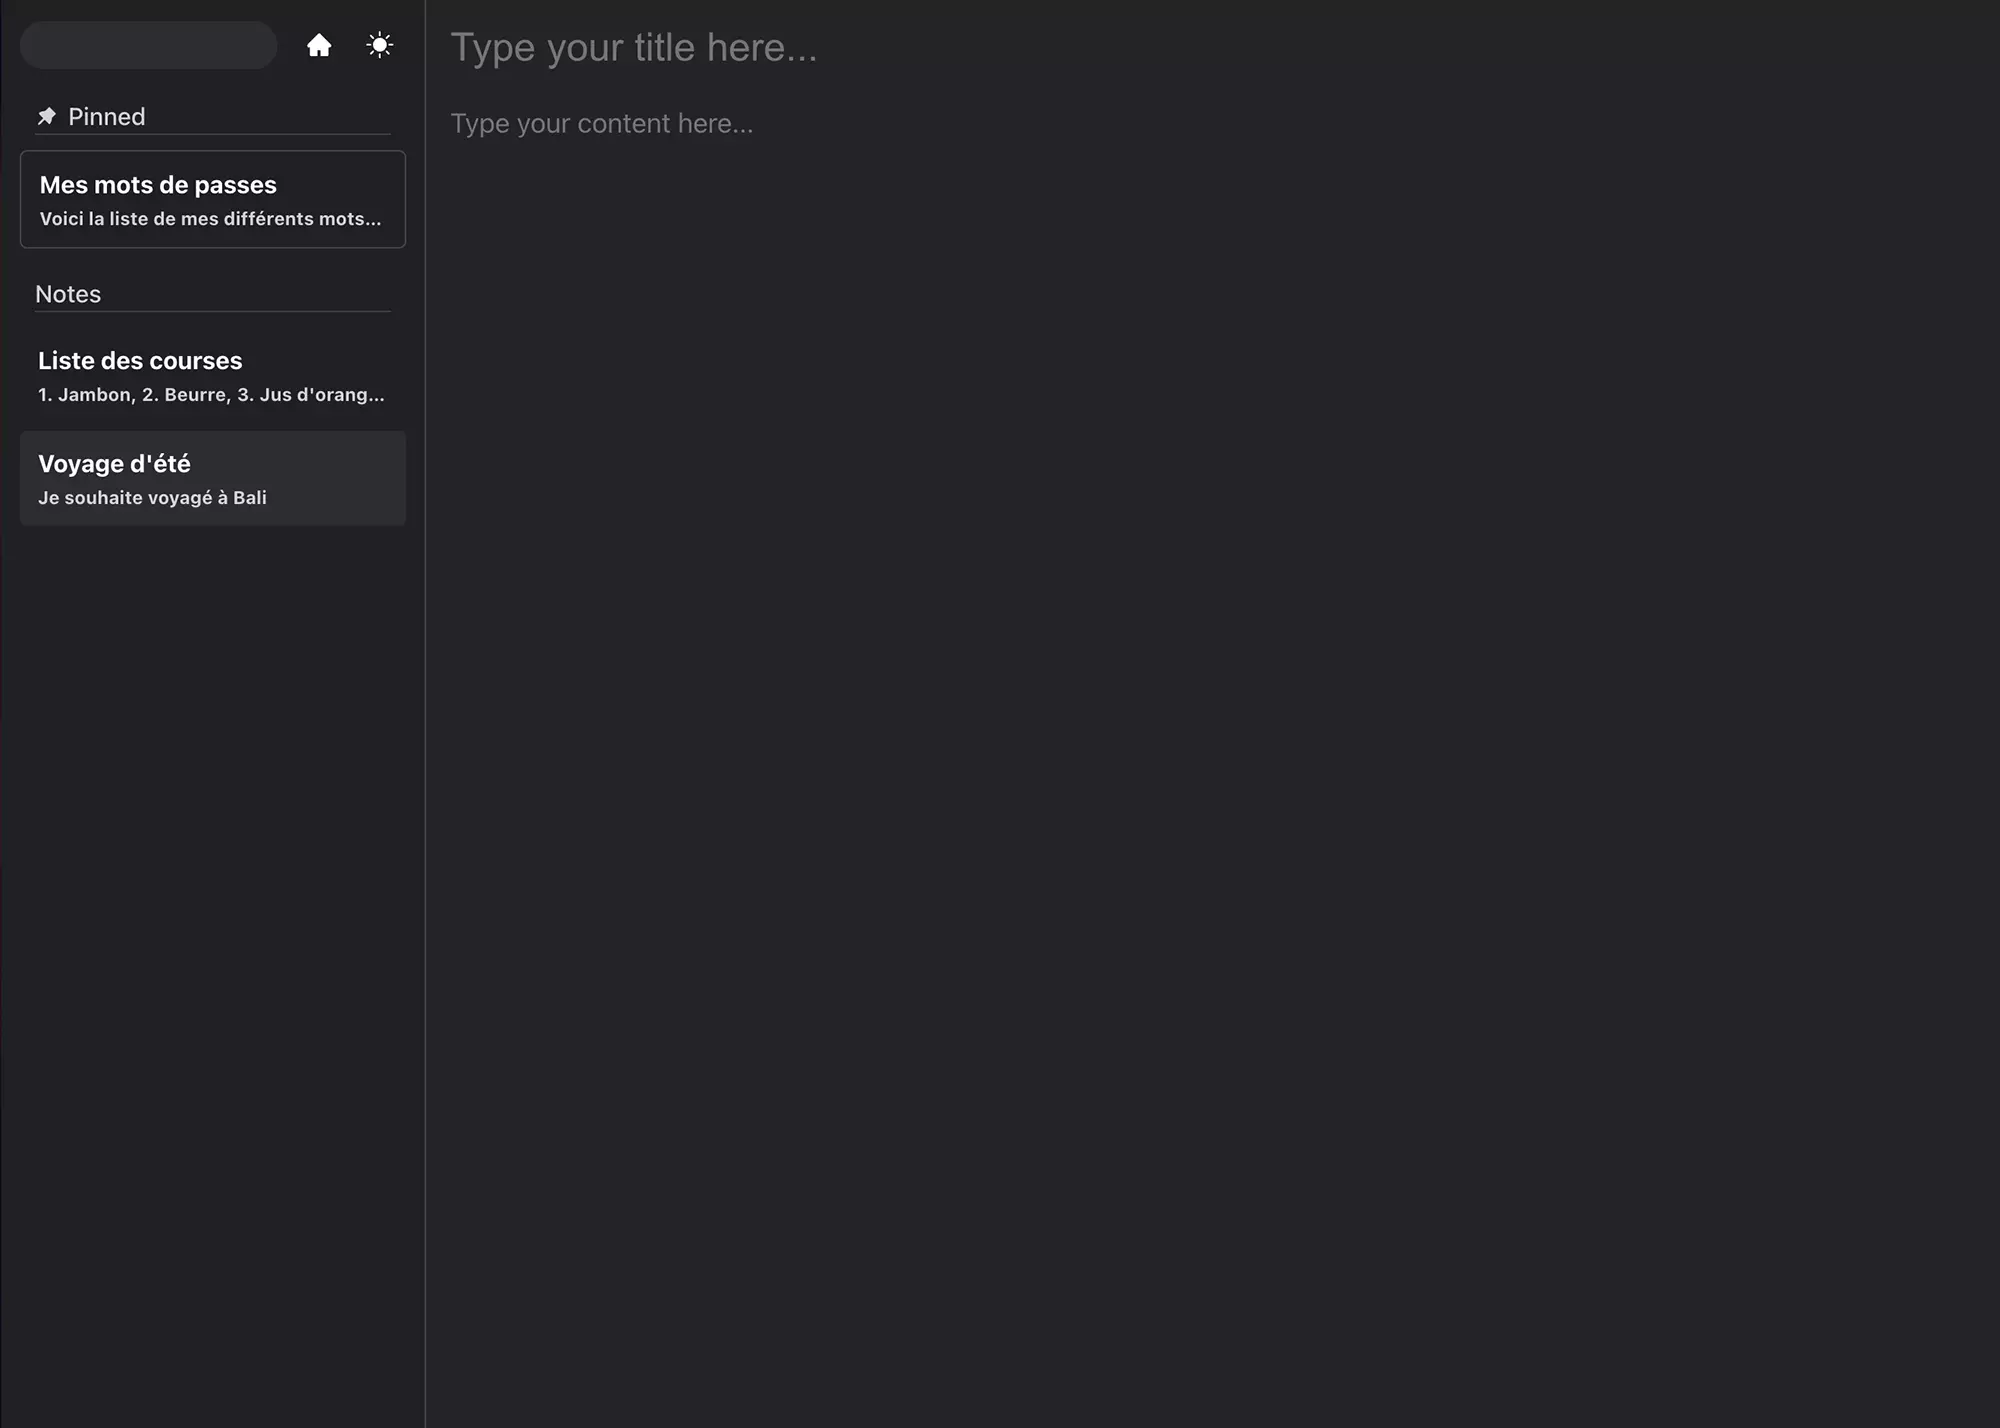 Pinned
Mes mots de passes
Voici la liste de mes différents mots...
Notes
Liste des courses
1. Jambon, 2. Beurre, 3. Jus d'orang...
Voyage d'été
Je souhaite voyagé à Bali
Type your title here...
Type your content here...